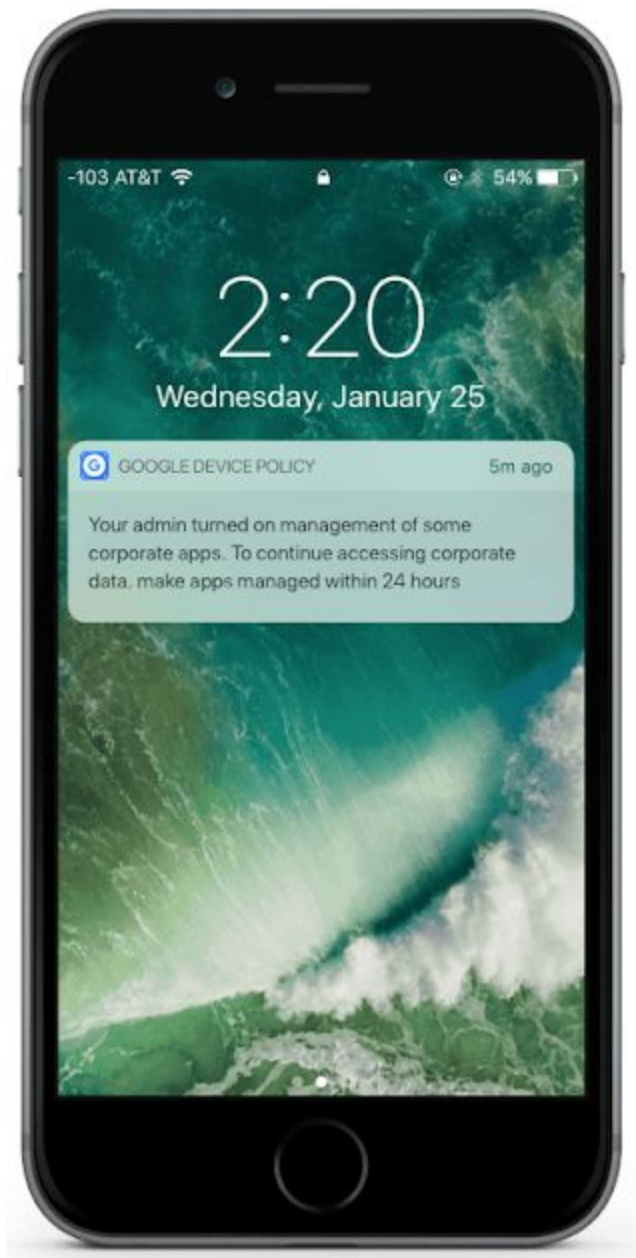 -103 AT&T 54%
2:20
Wednesday, January 25
GOOGLE DEVICE POLICY 5m ago
Your admin turned on management of some
corporate apps. To continue accessing corporate
data, make apps managed within 24 hours